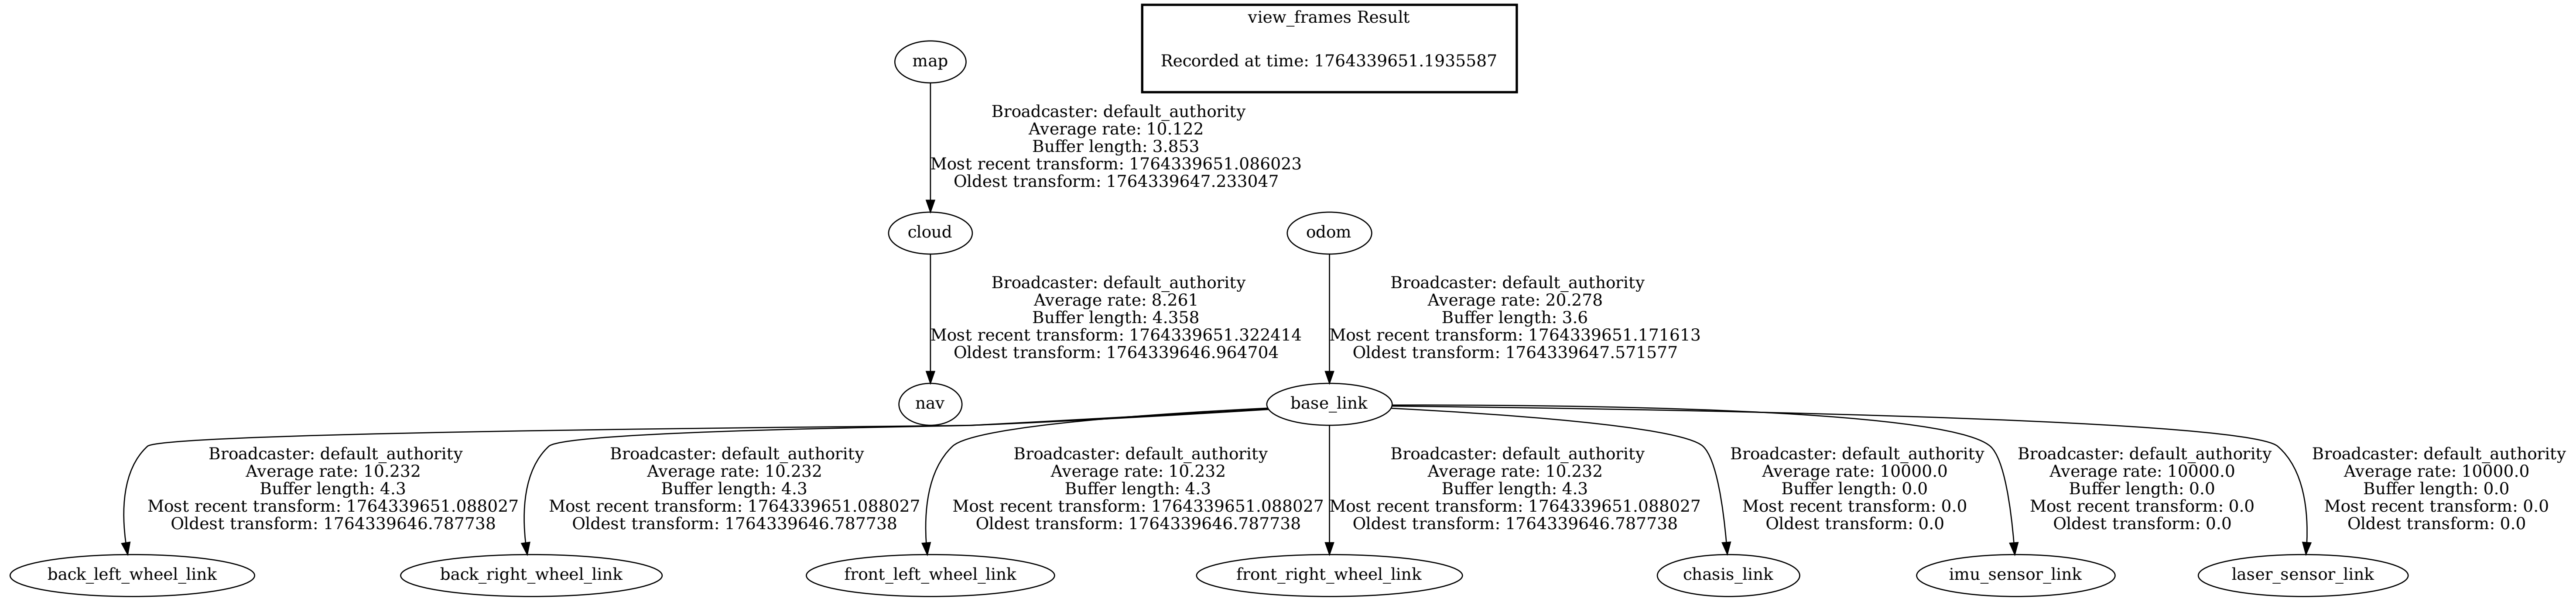 view_frames Result
Recorded at time: 1764339651.1935587
map
Broadcaster: default_authority
Average rate: 10.122
Buffer length: 3.853
Most recent transform: 1764339651.086023
Oldest transform: 1764339647.233047
cloud
odom
Broadcaster: default_authority
Average rate: 8.261
Buffer length: 4.358
Most recent transform: 1764339651.322414
Oldest transform: 1764339646.964704
Broadcaster: default_authority
Average rate: 20.278
Buffer length: 3.6
Most recent transform: 1764339651.171613
Oldest transform: 1764339647.571577
nav
base_link
Broadcaster: default_authority
Average rate: 10.232
Buffer length: 4.3
Most recent transform: 1764339651.088027
Oldest transform: 1764339646.787738
Broadcaster: default_authority
Average rate: 10.232
Buffer length: 4.3
Most recent transform: 1764339651.088027
Oldest transform: 1764339646.787738
Broadcaster: default_authority
Average rate: 10.232
Buffer length: 4.3
Most recent transform: 1764339651.088027
Oldest transform: 1764339646.787738
Broadcaster: default_authority
Average rate: 10.232
Buffer length: 4.3
Most recent transform: 1764339651.088027
Oldest transform: 1764339646.787738
Broadcaster: default_authority
Average rate: 10000.0
Buffer length: 0.0
Most recent transform: 0.0
Oldest transform: 0.0
Broadcaster: default_authority
Average rate: 10000.0
Buffer length: 0.0
Most recent transform: 0.0
Oldest transform: 0.0
Broadcaster: default_authority
Average rate: 10000.0
Buffer length: 0.0
Most recent transform: 0.0
Oldest transform: 0.0
back_left_wheel_link
back_right_wheel_link
front_left_wheel_link
front_right_wheel_link
chasis_link
imu_sensor_link
laser_sensor_link